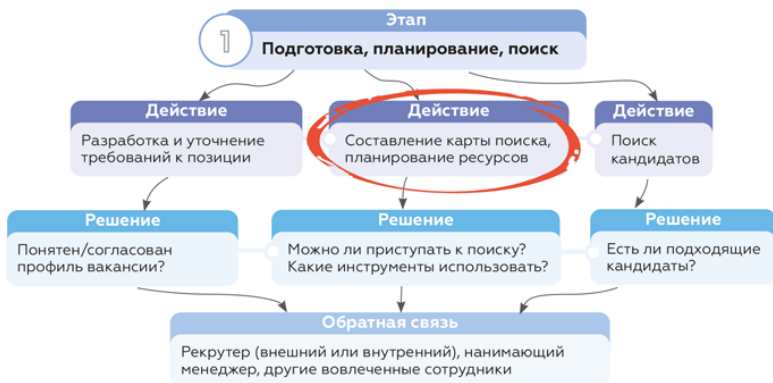 Этап
1
Подготовка, планирование, поиск
Действие
Разработка и уточнение
требований к позиции
Действие
Составление карты поиска,
планирование ресурсов
Действие
Поиск
кандидатов
Решение
Понятен/согласован
профиль вакансии?
Решение
Можно ли приступать к поиску?
Какие инструменты использовать?
Решение
Есть ли подходящие
кандидаты?
Обратная связь
Рекрутер (внешний или внутренний), нанимающий
менеджер, другие вовлеченные сотрудники